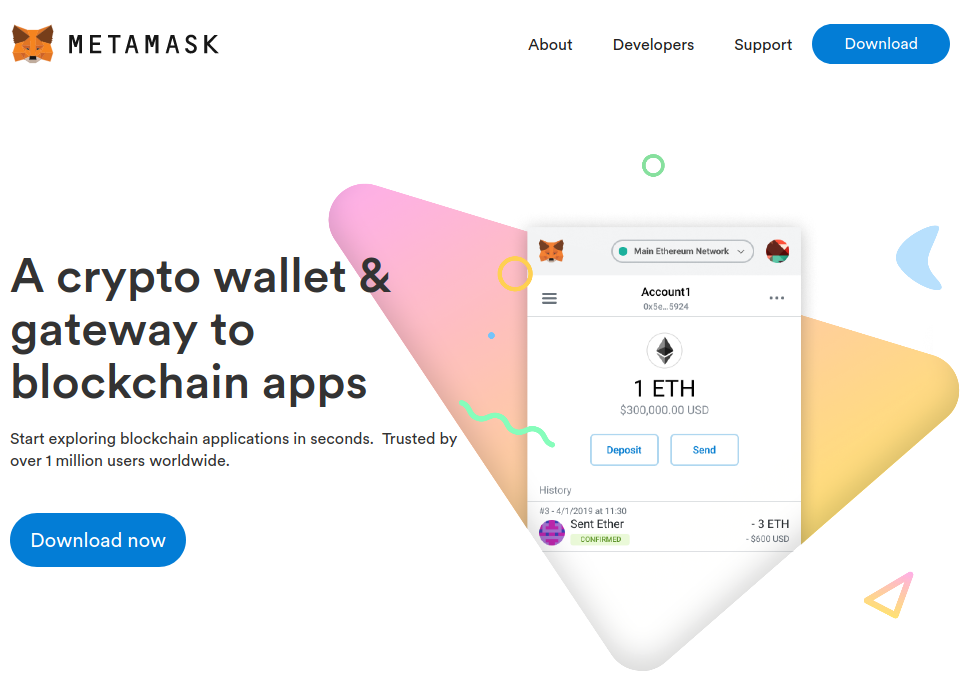 METAMASK
About Developers Support Download
A crypto wallet &
gateway to
blockchain apps
Start exploring blockchain applications in seconds.  Trusted by
over 1 million users worldwide.
Download now
Main Ethereum Network
Account1
0x5e...5924
1 ETH
$300,000.00 USD
Deposit Send
History
#3 - 4/1/2019 at 11:30
Sent Ether - 3 ETH
CONFIRMED - $600 USD